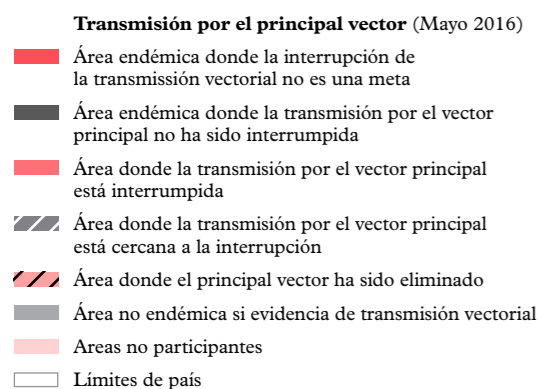 Transmisión por el principal vector (Mayo 2016)
Área endémica donde la interrupción de
la transmissión vectorial no es una meta
Área endémica donde la transmisión por el vector
principal no ha sido interrumpida
Área donde la transmisión por el vector principal
está interrumpida
Área donde la transmisión por el vector principal
está cercana a la interrupción
Área donde el principal vector ha sido eliminado
Área no endémica si evidencia de transmisión vectorial
Areas no participantes
Límites de país